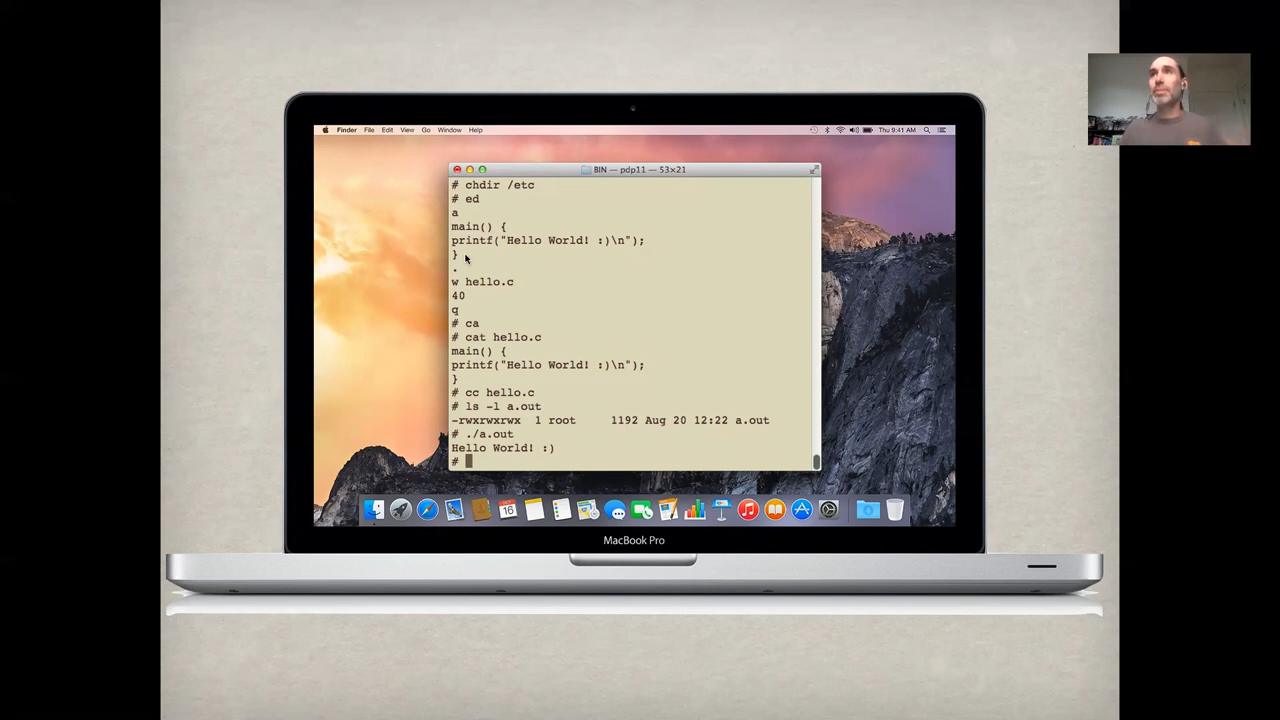 Finder File Edit View Go Window Help
Thu 9:41 AM
BIN — pdp11 — 53×21
# chdir /etc
# ed
a
main() {
printf("Hello World! :)\n");
}
.
w hello.c
40
q
# ca
# cat hello.c
main() {
printf("Hello World! :)\n");
}
# cc hello.c
# ls -l a.out
-rwxrwxrwx  1 root     1192 Aug 20 12:22 a.out
# ./a.out
Hello World! :)
#
16
MacBook Pro